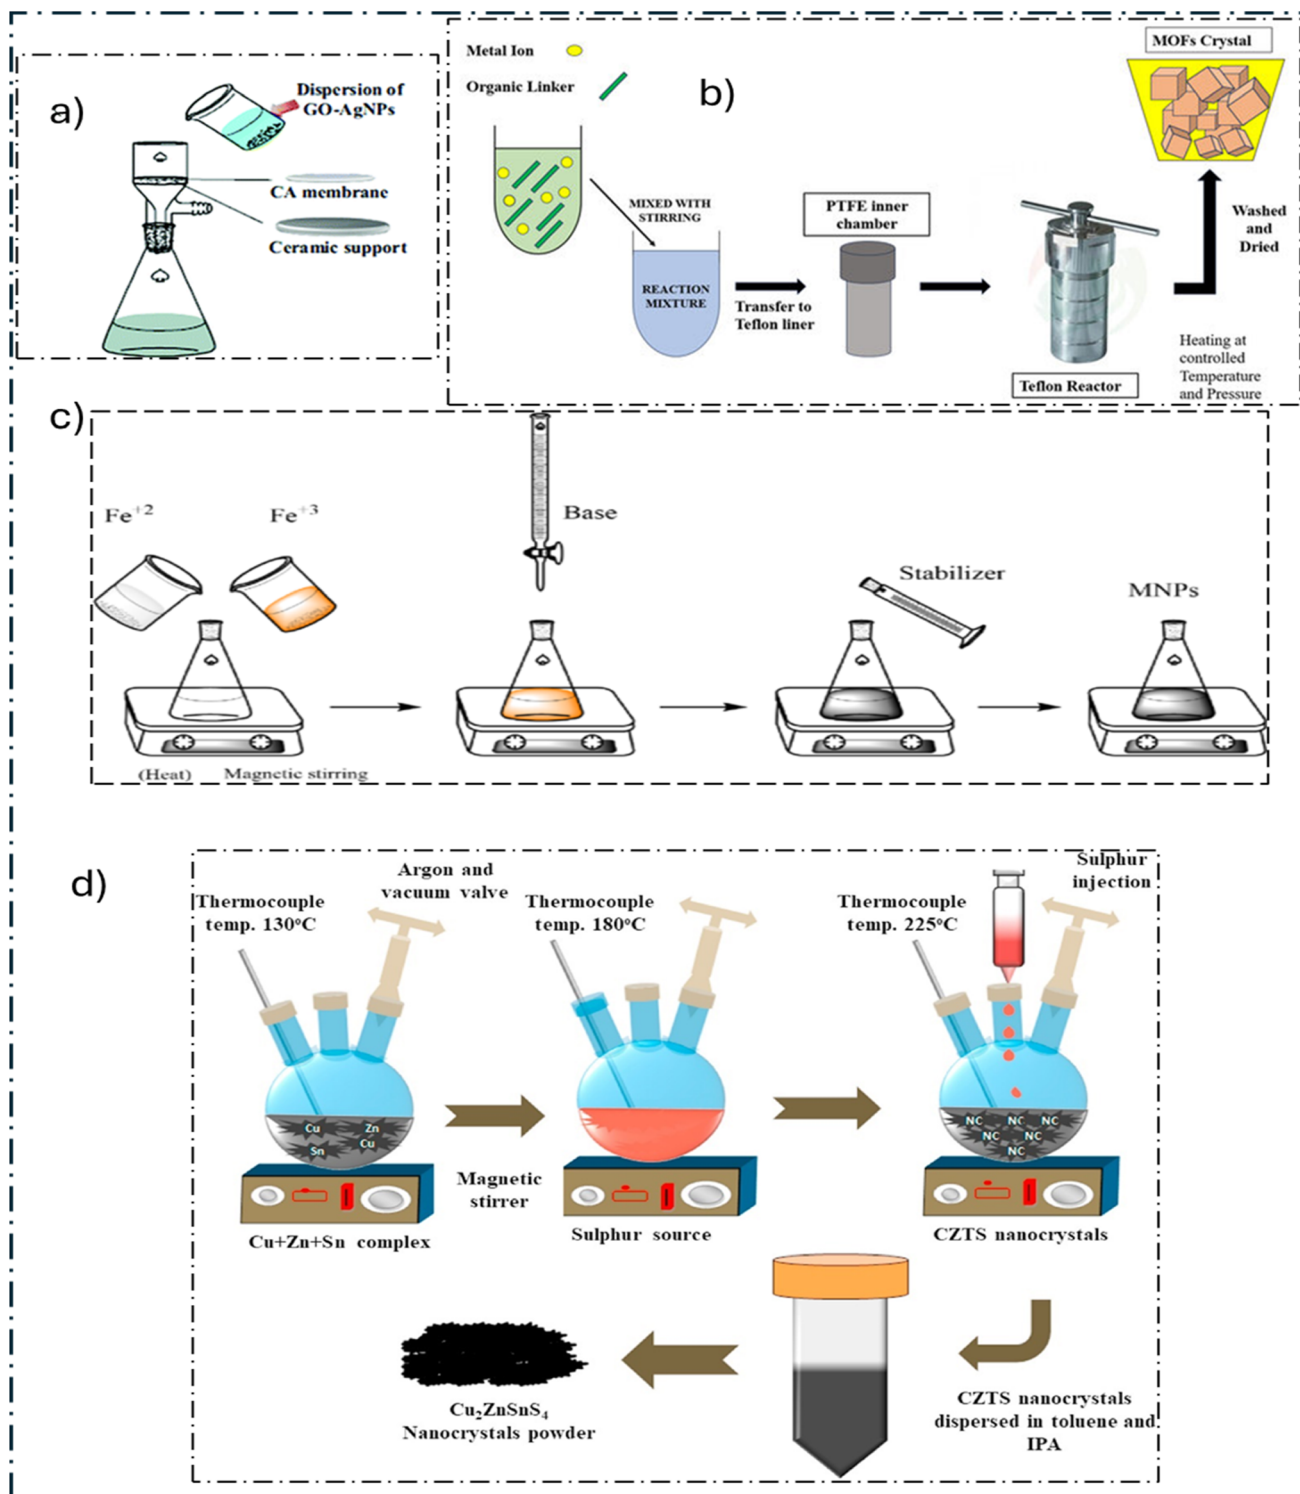 a)
Dispersion of
GO-AgNPs
CA membrane
Ceramic support
b)
Metal Ion
Organic Linker
MIXED WITH
STIRRING
REACTION
MIXTURE
Transfer to
Teflon liner
PTFE inner
chamber
Teflon Reactor
MOFs Crystal
Washed
and
Dried
Heating at
controlled
Temperature
and Pressure
c)
Fe+2
Fe+3
(Heat)
Magnetic stirring
Base
Stabilizer
MNPs
d)
Thermocouple
temp. 130°C
Argon and
vacuum valve
Thermocouple
temp. 180°C
Thermocouple
temp. 225°C
Sulphur
injection
Cu
Zn
Sn
Cu
NC
NC
NC
NC
NC
NC
Magnetic
stirrer
Cu+Zn+Sn complex
Sulphur source
CZTS nanocrystals
CZTS nanocrystals
dispersed in toluene and
IPA
Cu₂ZnSnS₄
Nanocrystals powder